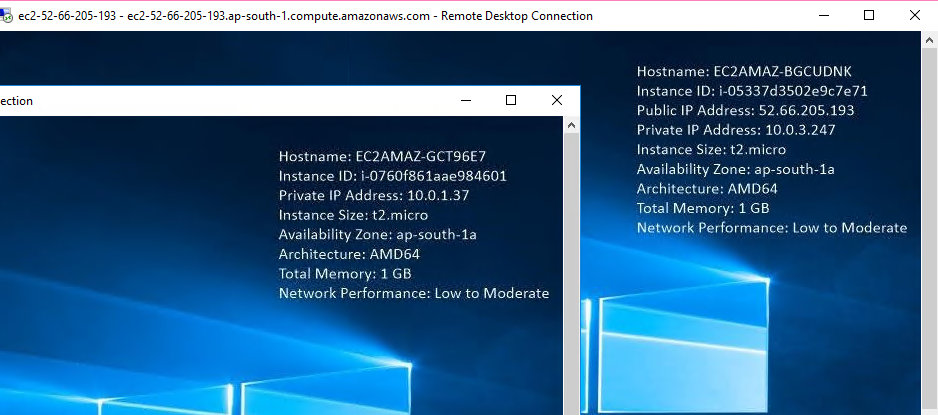 ec2-52-66-205-193 - ec2-52-66-205-193.ap-south-1.compute.amazonaws.com - Remote Desktop Connection
Hostname: EC2AMAZ-BGCUDNK
Instance ID: i-05337d3502e9c7e71
Public IP Address: 52.66.205.193
Private IP Address: 10.0.3.247
Instance Size: t2.micro
Availability Zone: ap-south-1a
Architecture: AMD64
Total Memory: 1 GB
Network Performance: Low to Moderate
ection
Hostname: EC2AMAZ-GCT96E7
Instance ID: i-0760f861aae984601
Private IP Address: 10.0.1.37
Instance Size: t2.micro
Availability Zone: ap-south-1a
Architecture: AMD64
Total Memory: 1 GB
Network Performance: Low to Moderate